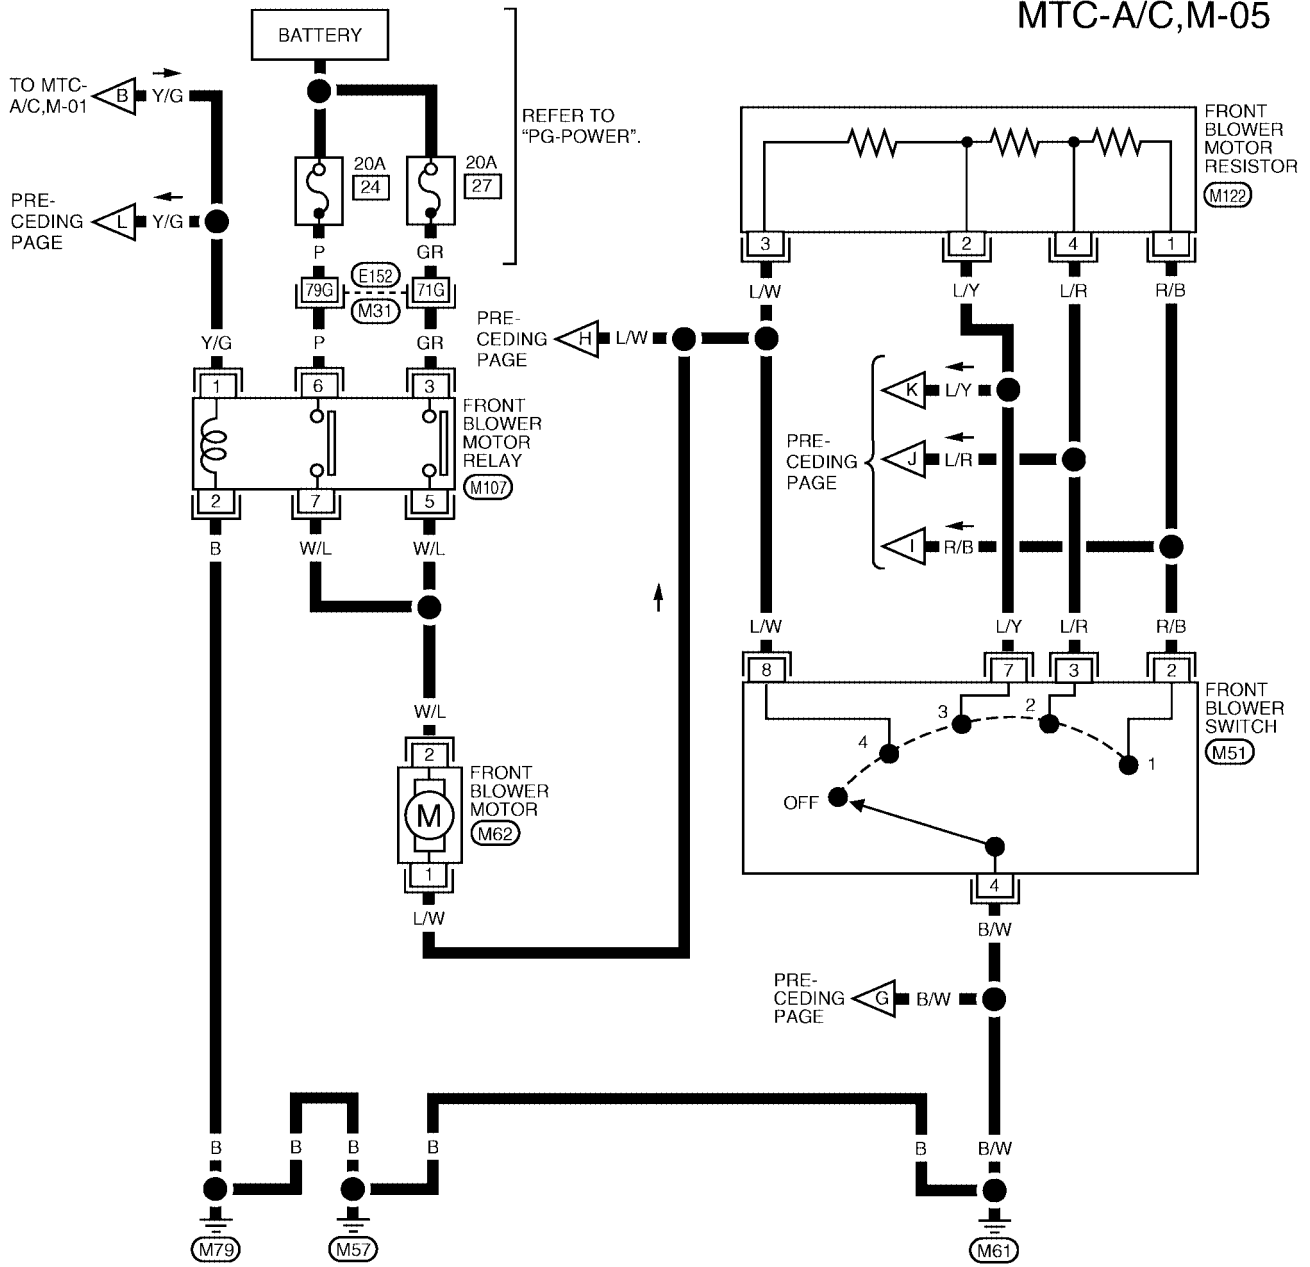 MTC-A/C,M-05
BATTERY
TO MTC-
A/C,M-01
B
Y/G
REFER TO
“PG-POWER”.
20A
24
20A
27
FRONT
BLOWER
MOTOR
RESISTOR
M122
PRE-
CEDING
PAGE
L
Y/G
P
GR
3
2
4
1
79G
E152
M31
71G
L/W
L/Y
L/R
R/B
Y/G
P
GR
PRE-
CEDING
PAGE
H
L/W
1
6
3
FRONT
BLOWER
MOTOR
RELAY
M107
K
L/Y
PRE-
CEDING
PAGE
J
L/R
I
R/B
2
7
5
B
W/L
W/L
L/W
L/Y
L/R
R/B
8
7
3
2
FRONT
BLOWER
SWITCH
M51
4
3
2
1
OFF
4
W/L
2
M
FRONT
BLOWER
MOTOR
M62
1
L/W
B/W
PRE-
CEDING
PAGE
G
B/W
B
B
B
B
B
B/W
M79
M57
M61